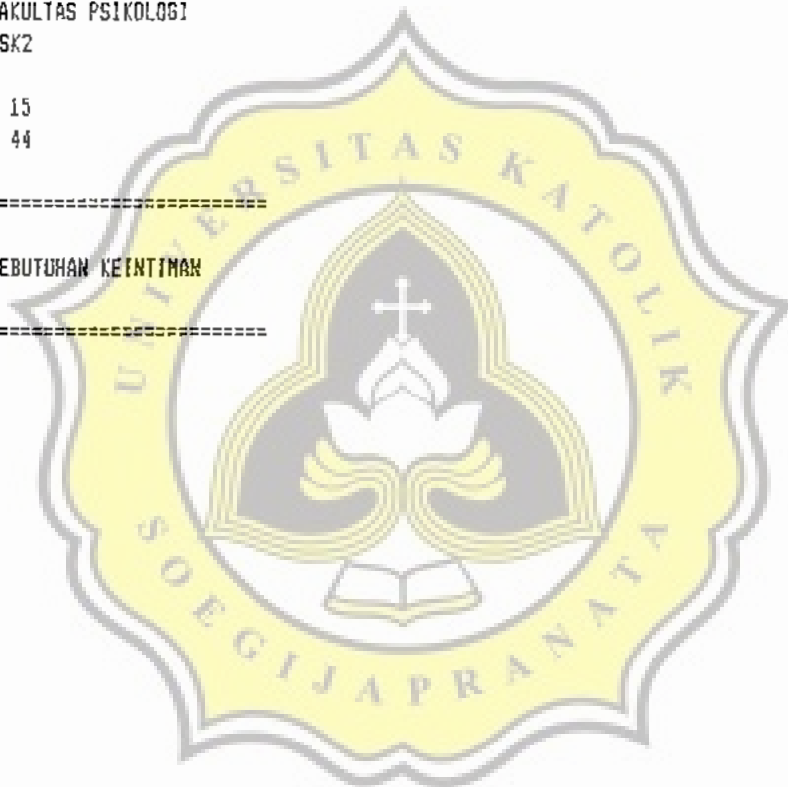 AKULTAS PSIKOLOGI
SK2
15
44
==========================
EBUTUHAN KEINTIMAN
==========================
UNIVERSITAS KATOLIK
SOEGIJAPRANATA